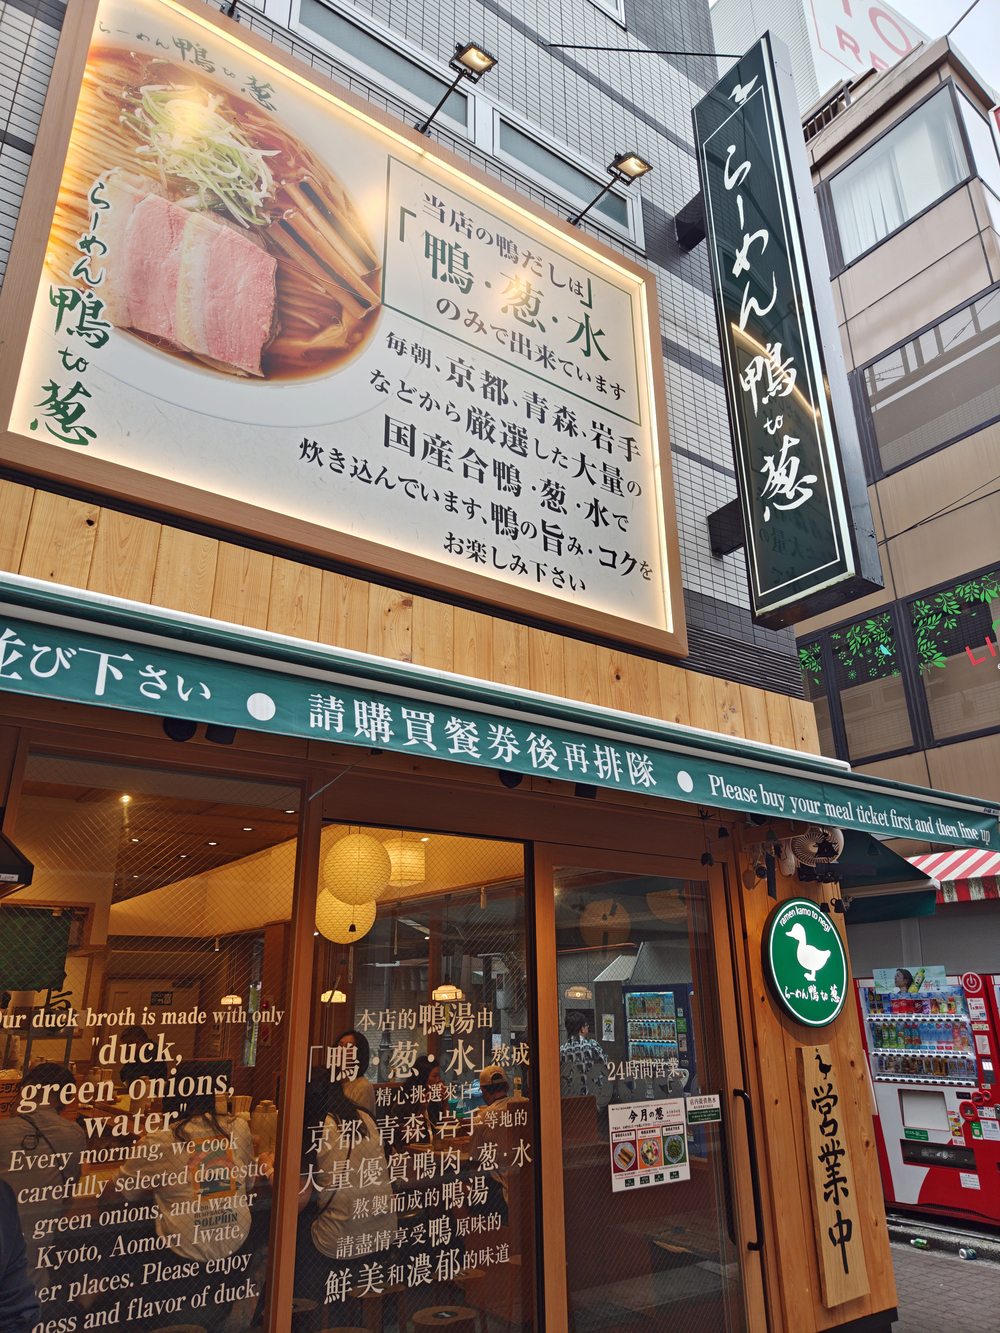 らーめん鴨to葱
らーめん鴨to葱
当店の鴨だしは
「鴨・葱・水」
のみで出来ています
毎朝、京都、青森、岩手
などから厳選した大量の
国産合鴨・葱・水で
炊き込んでいます、鴨の旨み・コクを
お楽しみ下さい
らーめん鴨to葱
並び下さい ● 請購買餐券後再排隊 ● Please buy your meal ticket first and then line up
ramen kamo to negi
らーめん鴨to葱
営業中
Our duck broth is made with only
"duck,
green onions,
water"
Every morning, we cook
carefully selected domestic
green onions, and water
Kyoto, Aomori Iwate,
er places. Please enjoy
ness and flavor of duck.
本店的鴨湯由
「鴨・葱・水」熬成
精心挑選來自
京都、青森、岩手等地的
大量優質鴨肉・葱・水
熬製而成的鴨湯
請盡情享受鴨原味的
鮮美和濃郁的味道
24時間営業
今月の葱
DOLPHIN
LI